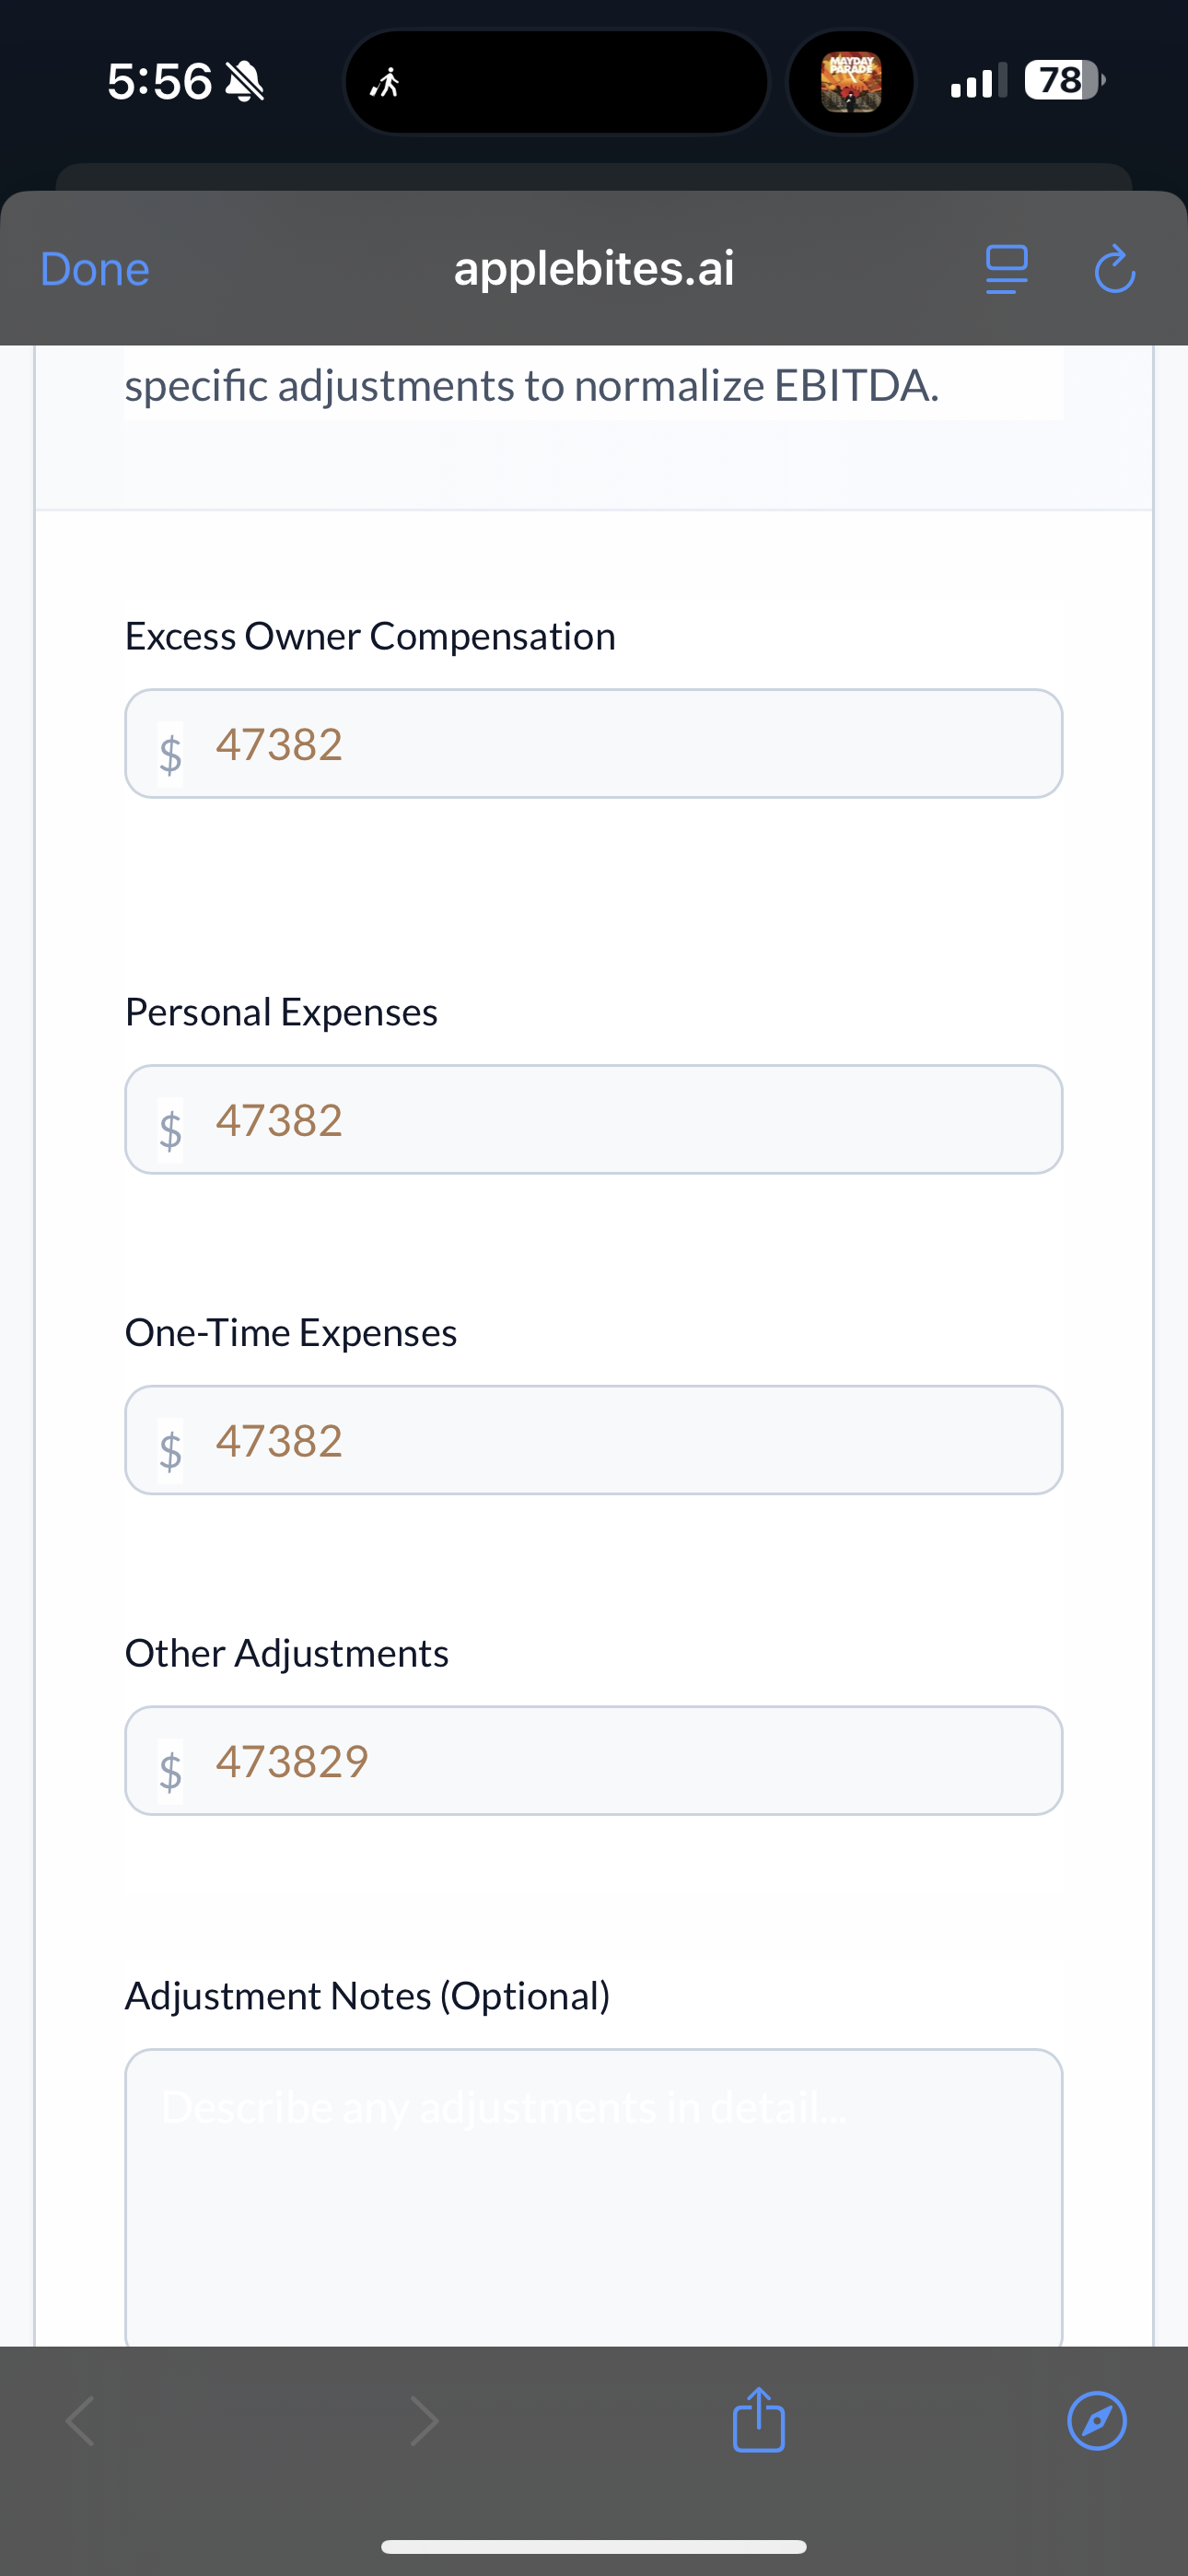 5:56
MAYDAY
PARADE
78
Done
applebites.ai
specific adjustments to normalize EBITDA.
Excess Owner Compensation
$ 47382
Personal Expenses
$ 47382
One-Time Expenses
$ 47382
Other Adjustments
$ 473829
Adjustment Notes (Optional)
Describe any adjustments in detail...